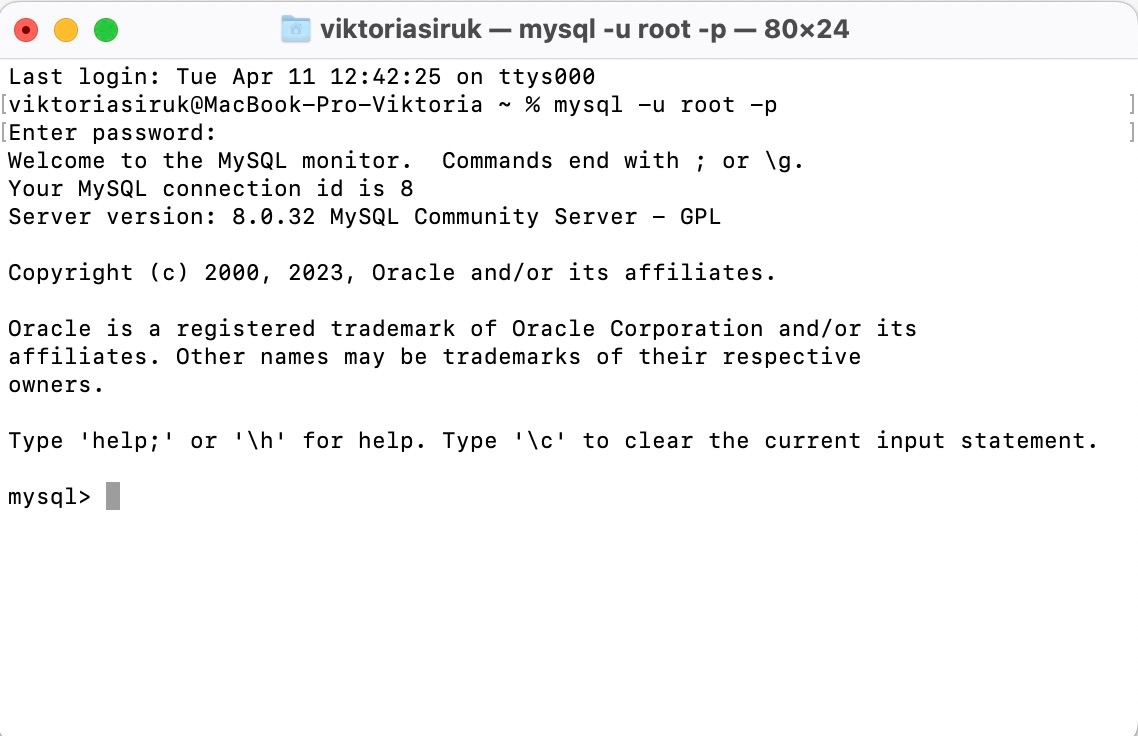 viktoriasiruk — mysql -u root -p — 80×24
Last login: Tue Apr 11 12:42:25 on ttys000
[viktoriasiruk@MacBook-Pro-Viktoria ~ % mysql -u root -p ]
[Enter password: ]
Welcome to the MySQL monitor.  Commands end with ; or \g.
Your MySQL connection id is 8
Server version: 8.0.32 MySQL Community Server - GPL
Copyright (c) 2000, 2023, Oracle and/or its affiliates.
Oracle is a registered trademark of Oracle Corporation and/or its
affiliates. Other names may be trademarks of their respective
owners.
Type 'help;' or '\h' for help. Type '\c' to clear the current input statement.
mysql>